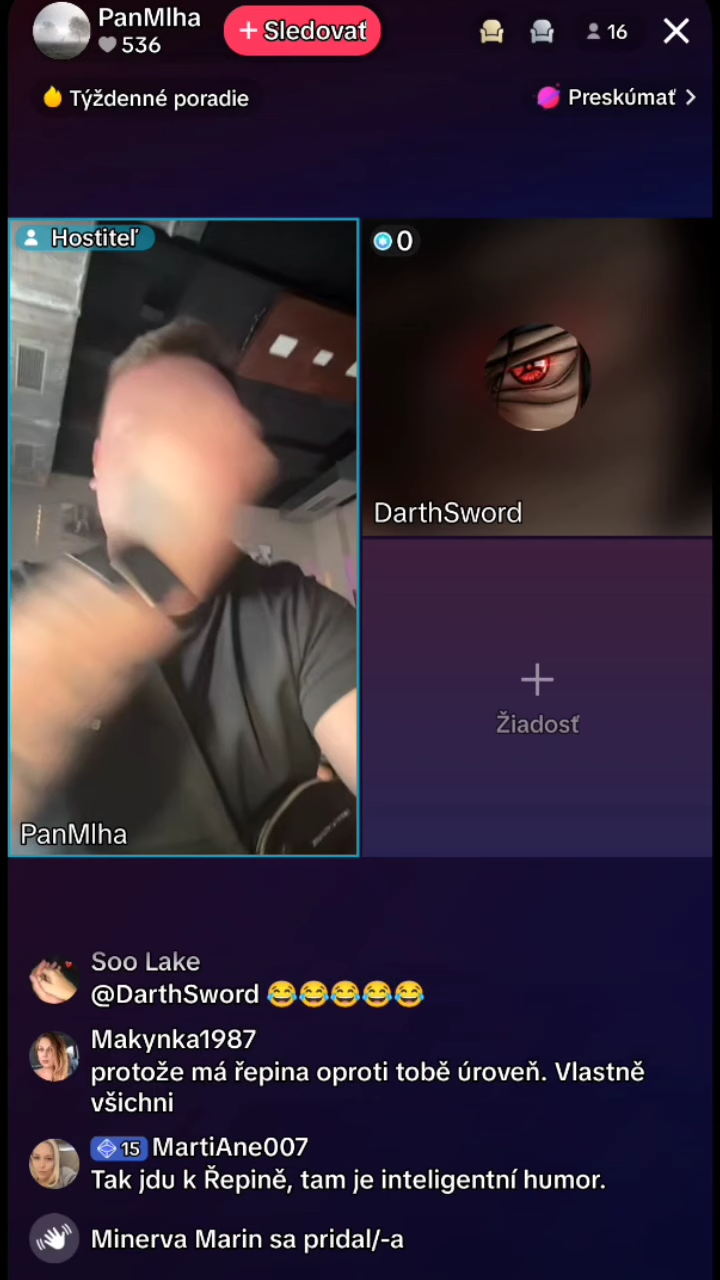 PanMlha
536
+ Sledovať
16
Týždenné poradie
Preskúmať
Hostiteľ
0
DarthSword
Žiadosť
PanMlha
Soo Lake
@DarthSword 😂😂😂😂😂
Makynka1987
protože má řepina oproti tobě úroveň. Vlastně
všichni
15 MartiAne007
Tak jdu k Řepině, tam je inteligentní humor.
Minerva Marin sa pridal/-a